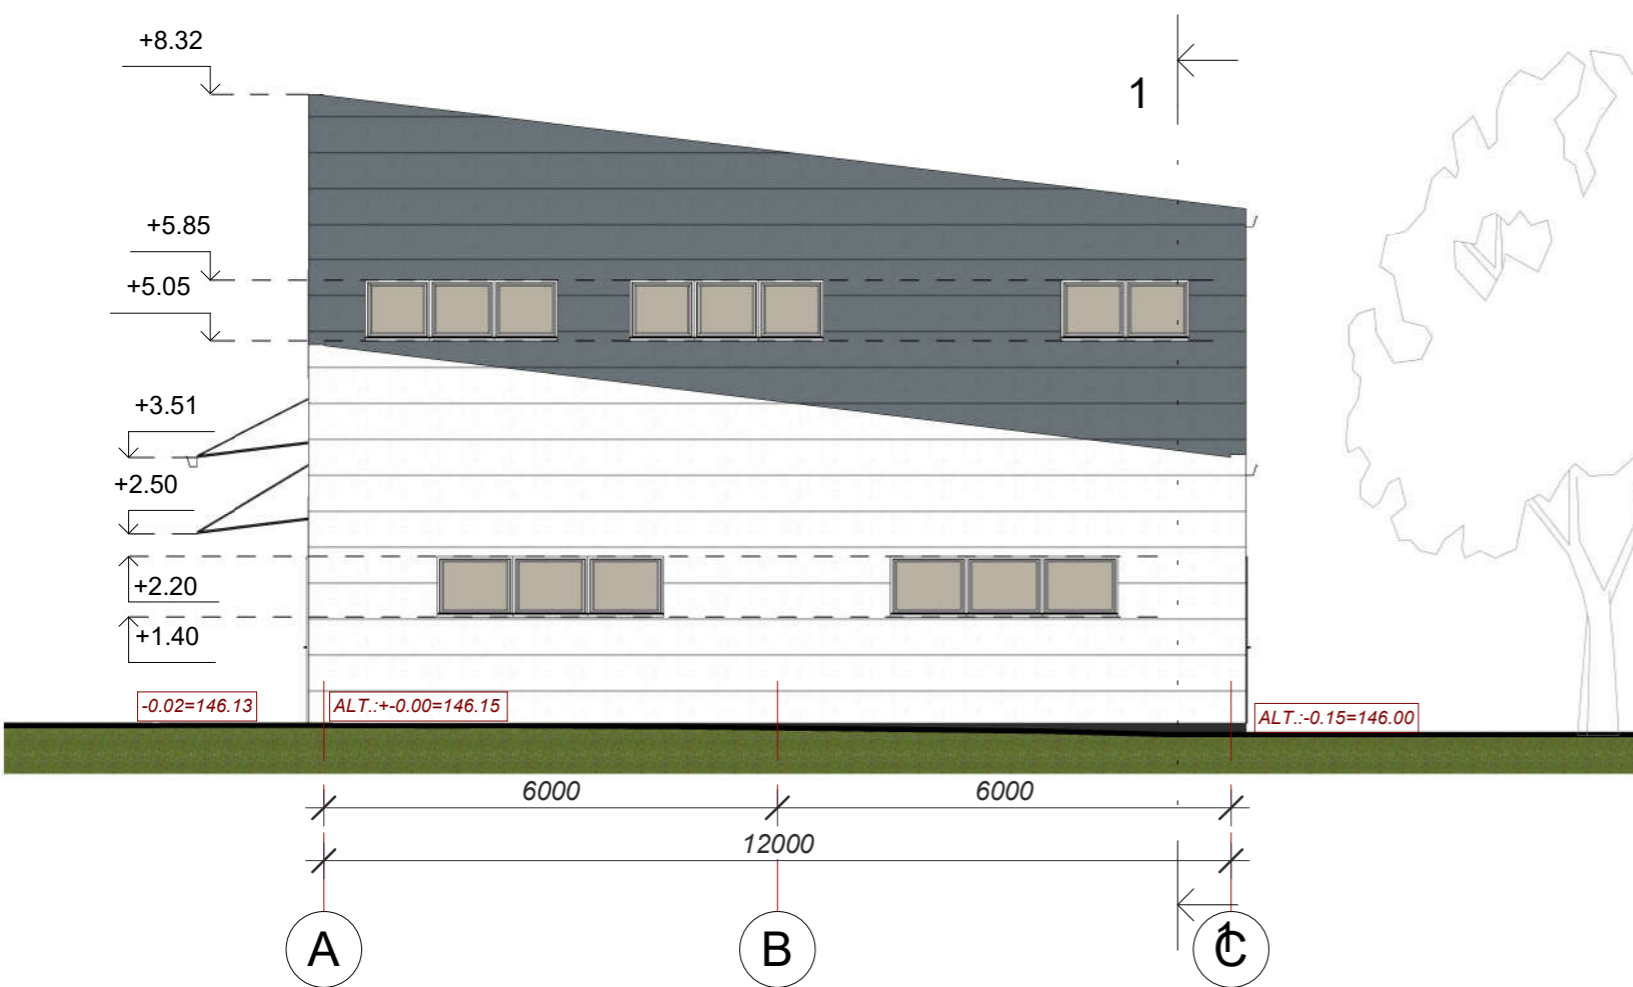 +8.32
1
+5.85
+5.05
+3.51
+2.50
+2.20
+1.40
-0.02=146.13
ALT.:+-0.00=146.15
ALT.:-0.15=146.00
6000
6000
12000
A
B
C
1